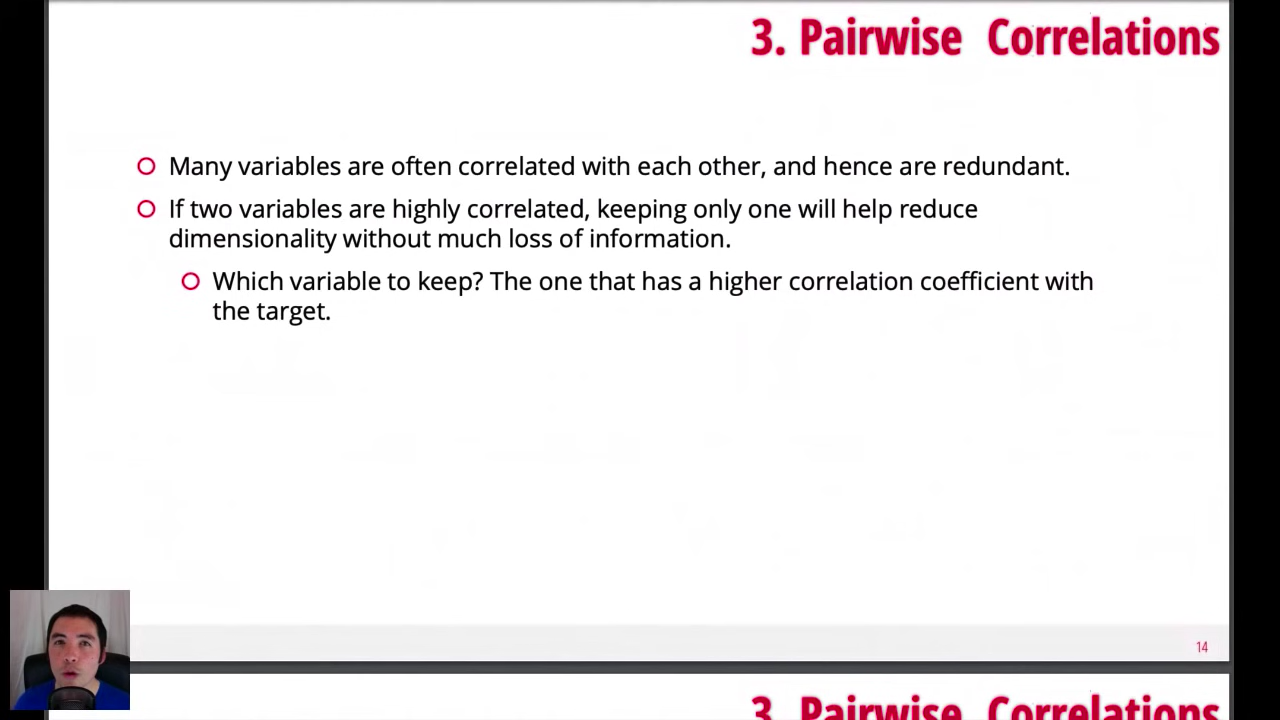 3. Pairwise Correlations
Many variables are often correlated with each other, and hence are redundant.
If two variables are highly correlated, keeping only one will help reduce
dimensionality without much loss of information.
Which variable to keep? The one that has a higher correlation coefficient with
the target.
14
3. Pairwise Correlations